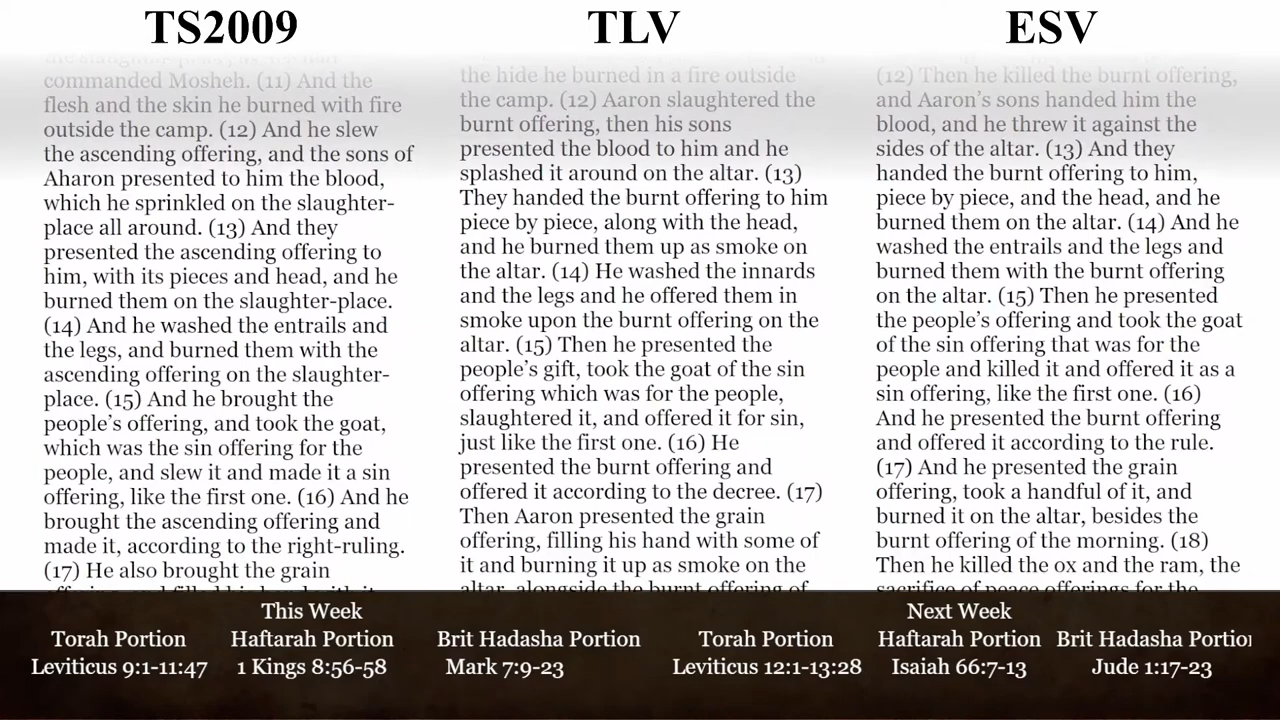 TS2009
commanded Mosheh. (11) And the
flesh and the skin he burned with fire
outside the camp. (12) And he slew
the ascending offering, and the sons of
Aharon presented to him the blood,
which he sprinkled on the slaughter-
place all around. (13) And they
presented the ascending offering to
him, with its pieces and head, and he
burned them on the slaughter-place.
(14) And he washed the entrails and
the legs, and burned them with the
ascending offering on the slaughter-
place. (15) And he brought the
people's offering, and took the goat,
which was the sin offering for the
people, and slew it and made it a sin
offering, like the first one. (16) And he
brought the ascending offering and
made it, according to the right-ruling.
(17) He also brought the grain
TLV
the hide he burned in a fire outside
the camp. (12) Aaron slaughtered the
burnt offering, then his sons
presented the blood to him and he
splashed it around on the altar. (13)
They handed the burnt offering to him
piece by piece, along with the head,
and he burned them up as smoke on
the altar. (14) He washed the innards
and the legs and he offered them in
smoke upon the burnt offering on the
altar. (15) Then he presented the
people's gift, took the goat of the sin
offering which was for the people,
slaughtered it, and offered it for sin,
just like the first one. (16) He
presented the burnt offering and
offered it according to the decree. (17)
Then Aaron presented the grain
offering, filling his hand with some of
it and burning it up as smoke on the
altar, alongside the burnt offering of
ESV
(12) Then he killed the burnt offering,
and Aaron's sons handed him the
blood, and he threw it against the
sides of the altar. (13) And they
handed the burnt offering to him,
piece by piece, and the head, and he
burned them on the altar. (14) And he
washed the entrails and the legs and
burned them with the burnt offering
on the altar. (15) Then he presented
the people's offering and took the goat
of the sin offering that was for the
people and killed it and offered it as a
sin offering, like the first one. (16)
And he presented the burnt offering
and offered it according to the rule.
(17) And he presented the grain
offering, took a handful of it, and
burned it on the altar, besides the
burnt offering of the morning. (18)
Then he killed the ox and the ram, the
sacrifice of peace offerings for the
This Week
Torah Portion
Leviticus 9:1-11:47
Haftarah Portion
1 Kings 8:56-58
Brit Hadasha Portion
Mark 7:9-23
Next Week
Torah Portion
Leviticus 12:1-13:28
Haftarah Portion
Isaiah 66:7-13
Brit Hadasha Portion
Jude 1:17-23